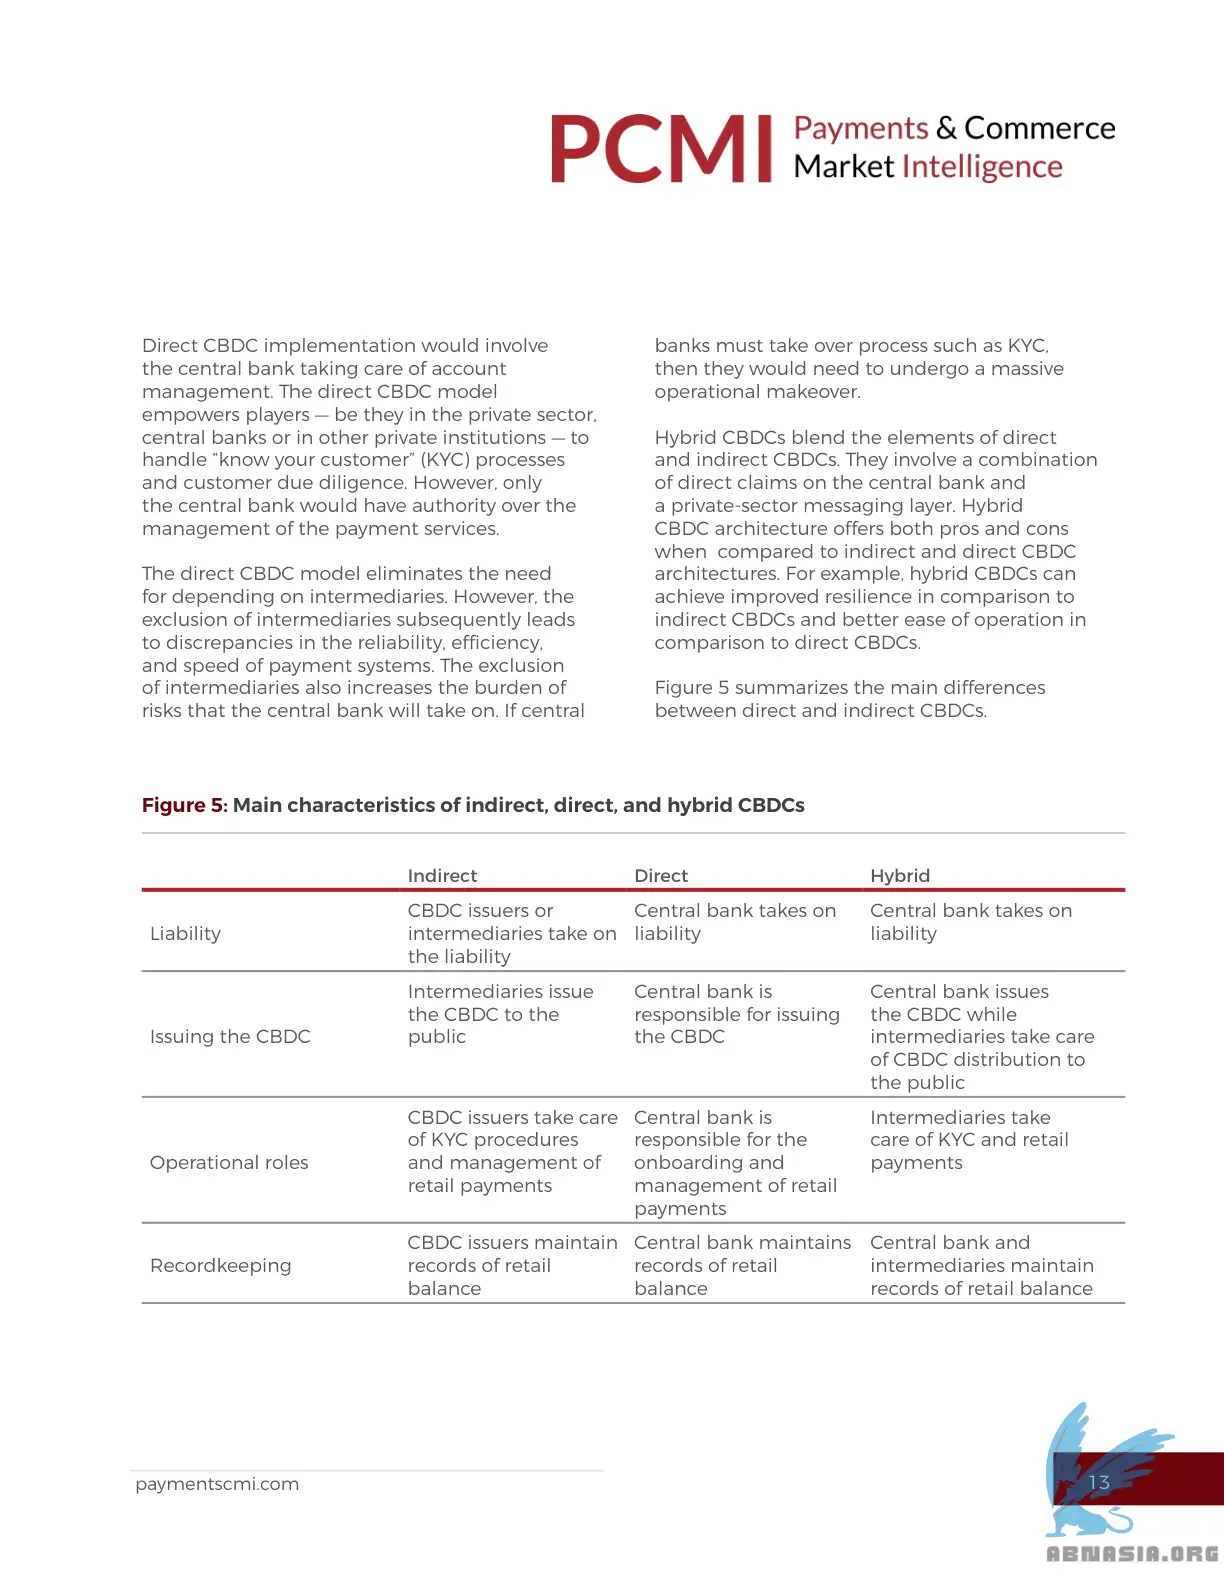 PCMI
Payments & Commerce
Market Intelligence
Direct CBDC implementation would involve
the central bank taking care of account
management. The direct CBDC model
empowers players — be they in the private sector,
central banks or in other private institutions — to
handle “know your customer” (KYC) processes
and customer due diligence. However, only
the central bank would have authority over the
management of the payment services.
The direct CBDC model eliminates the need
for depending on intermediaries. However, the
exclusion of intermediaries subsequently leads
to discrepancies in the reliability, efficiency,
and speed of payment systems. The exclusion
of intermediaries also increases the burden of
risks that the central bank will take on. If central
banks must take over process such as KYC,
then they would need to undergo a massive
operational makeover.
Hybrid CBDCs blend the elements of direct
and indirect CBDCs. They involve a combination
of direct claims on the central bank and
a private-sector messaging layer. Hybrid
CBDC architecture offers both pros and cons
when  compared to indirect and direct CBDC
architectures. For example, hybrid CBDCs can
achieve improved resilience in comparison to
indirect CBDCs and better ease of operation in
comparison to direct CBDCs.
Figure 5 summarizes the main differences
between direct and indirect CBDCs.
Figure 5: Main characteristics of indirect, direct, and hybrid CBDCs
Indirect
Direct
Hybrid
Liability
CBDC issuers or
intermediaries take on
the liability
Central bank takes on
liability
Central bank takes on
liability
Issuing the CBDC
Intermediaries issue
the CBDC to the
public
Central bank is
responsible for issuing
the CBDC
Central bank issues
the CBDC while
intermediaries take care
of CBDC distribution to
the public
Operational roles
CBDC issuers take care
of KYC procedures
and management of
retail payments
Central bank is
responsible for the
onboarding and
management of retail
payments
Intermediaries take
care of KYC and retail
payments
Recordkeeping
CBDC issuers maintain
records of retail
balance
Central bank maintains
records of retail
balance
Central bank and
intermediaries maintain
records of retail balance
paymentscmi.com
13
ABNASIA.ORG